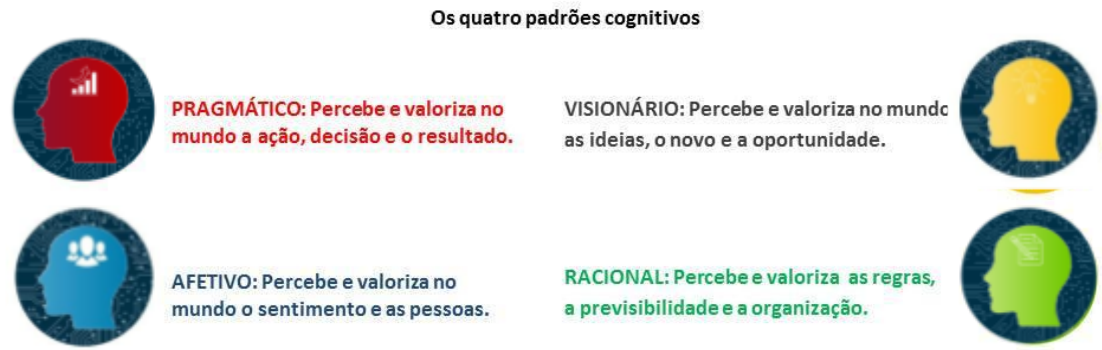 Os quatro padrões cognitivos
PRAGMÁTICO: Percebe e valoriza no
mundo a ação, decisão e o resultado.
VISIONÁRIO: Percebe e valoriza no mundo
as ideias, o novo e a oportunidade.
AFETIVO: Percebe e valoriza no
mundo o sentimento e as pessoas.
RACIONAL: Percebe e valoriza as regras,
a previsibilidade e a organização.